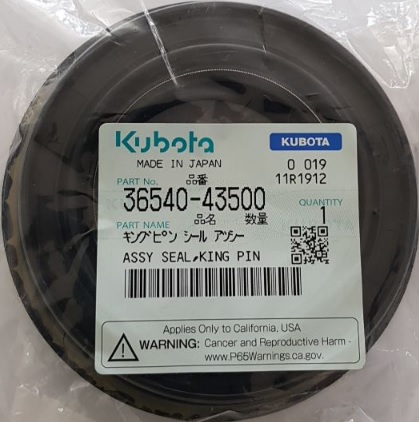 Kubota KUBOTA
MADE IN JAPAN 0 019
PART No. 品番 11R1912
36540-43500 QUANTITY
品名 数量 1
PART NAME
キングピン シール アツシー
ASSY SEAL,KING PIN
Applies Only to California, USA
WARNING: Cancer and Reproductive Harm -
www.P65Warnings.ca.gov.